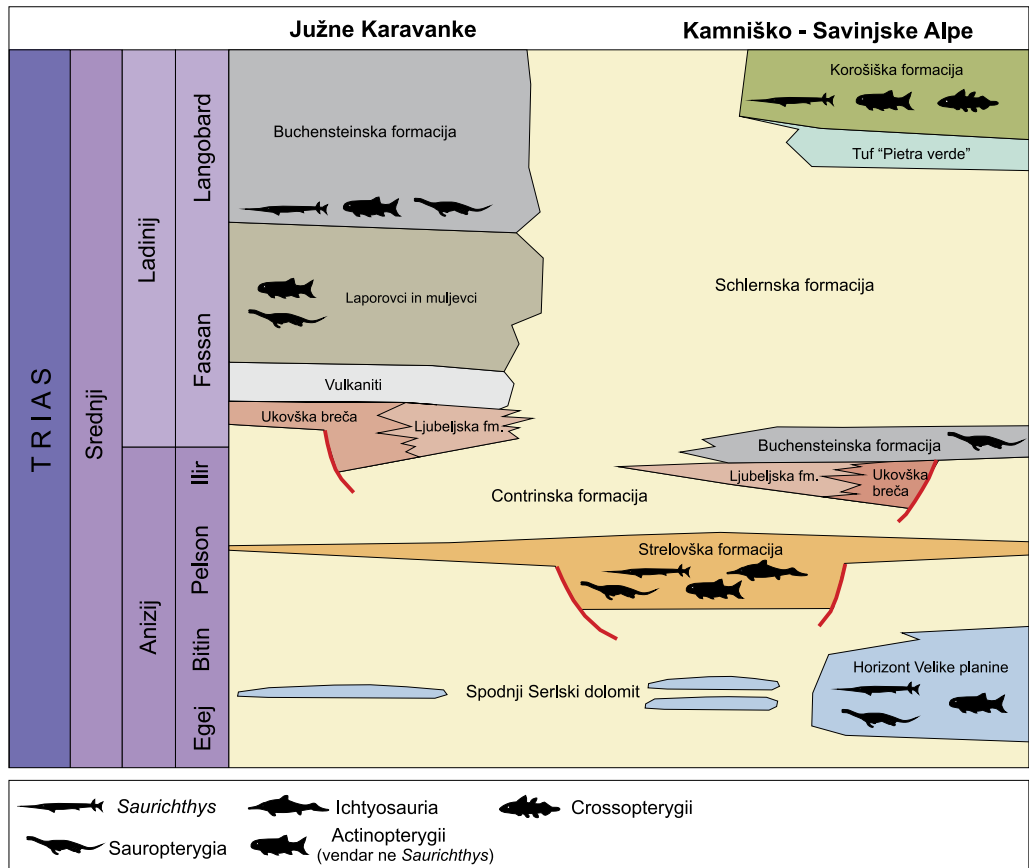 Južne Karavanke
Kamniško - Savinjske Alpe
TRIAS
Srednji
Ladinij
Anizij
Langobard
Fassan
Ilir
Pelson
Bitin
Egej
Korošiška formacija
Buchensteinska formacija
Tuf "Pietra verde"
Laporovci in muljevci
Schlernska formacija
Vulkaniti
Ukovška breča
Ljubeljska fm.
Buchensteinska formacija
Ljubeljska fm.
Ukovška
breča
Contrinska formacija
Strelovška formacija
Horizont Velike planine
Spodnji Serlski dolomit
Saurichthys
Ichtyosauria
Crossopterygii
Sauropterygia
Actinopterygii
(vendar ne Saurichthys)